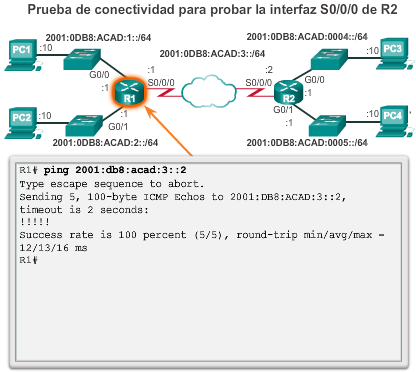 Prueba de conectividad para probar la interfaz S0/0/0 de R2
2001:0DB8:ACAD:1::/64
2001:0DB8:ACAD:0004::/64
PC1
:10
2001:0DB8:ACAD:3::/64
:10
PC3
G0/0
:1
:1
S0/0/0
:2
S0/0/0
G0/0
:1
R1
R2
PC2
:10
:1
G0/1
G0/1
:1
:10
PC4
2001:0DB8:ACAD:2::/64
2001:0DB8:ACAD:0005::/64
R1# ping 2001:db8:acad:3::2
Type escape sequence to abort.
Sending 5, 100-byte ICMP Echos to 2001:DB8:ACAD:3::2,
timeout is 2 seconds:
!!!!!
Success rate is 100 percent (5/5), round-trip min/avg/max =
12/13/16 ms
R1#